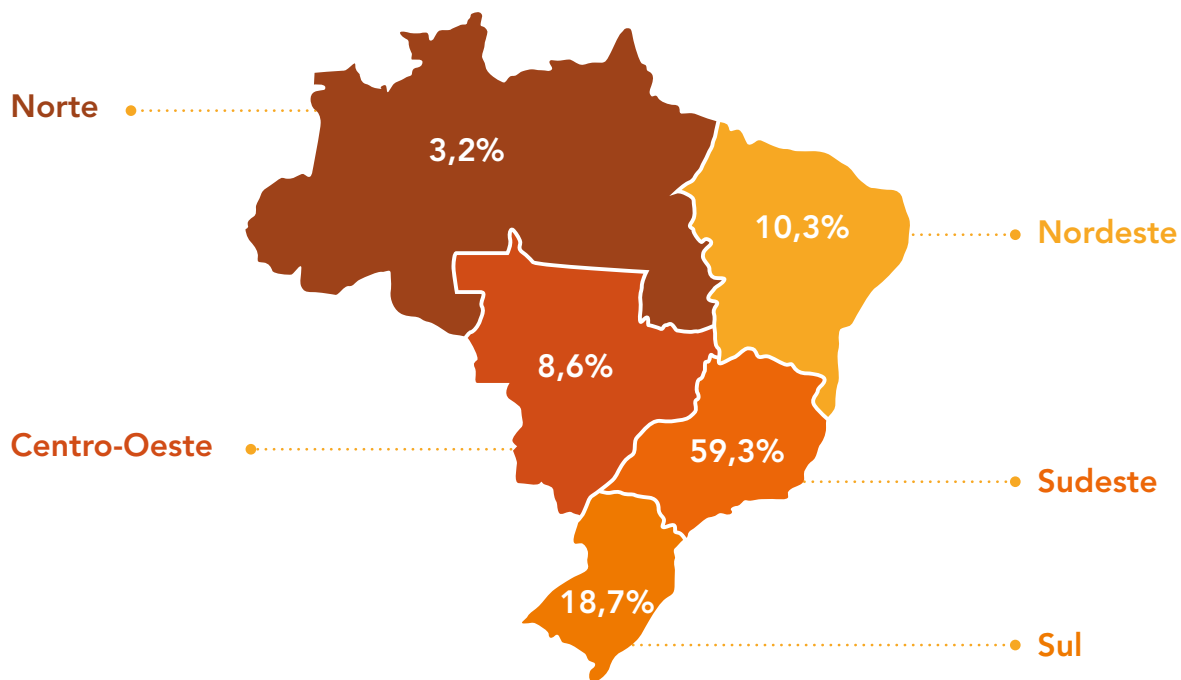 Norte
3,2%
10,3%
Nordeste
8,6%
Centro-Oeste
59,3%
Sudeste
18,7%
Sul